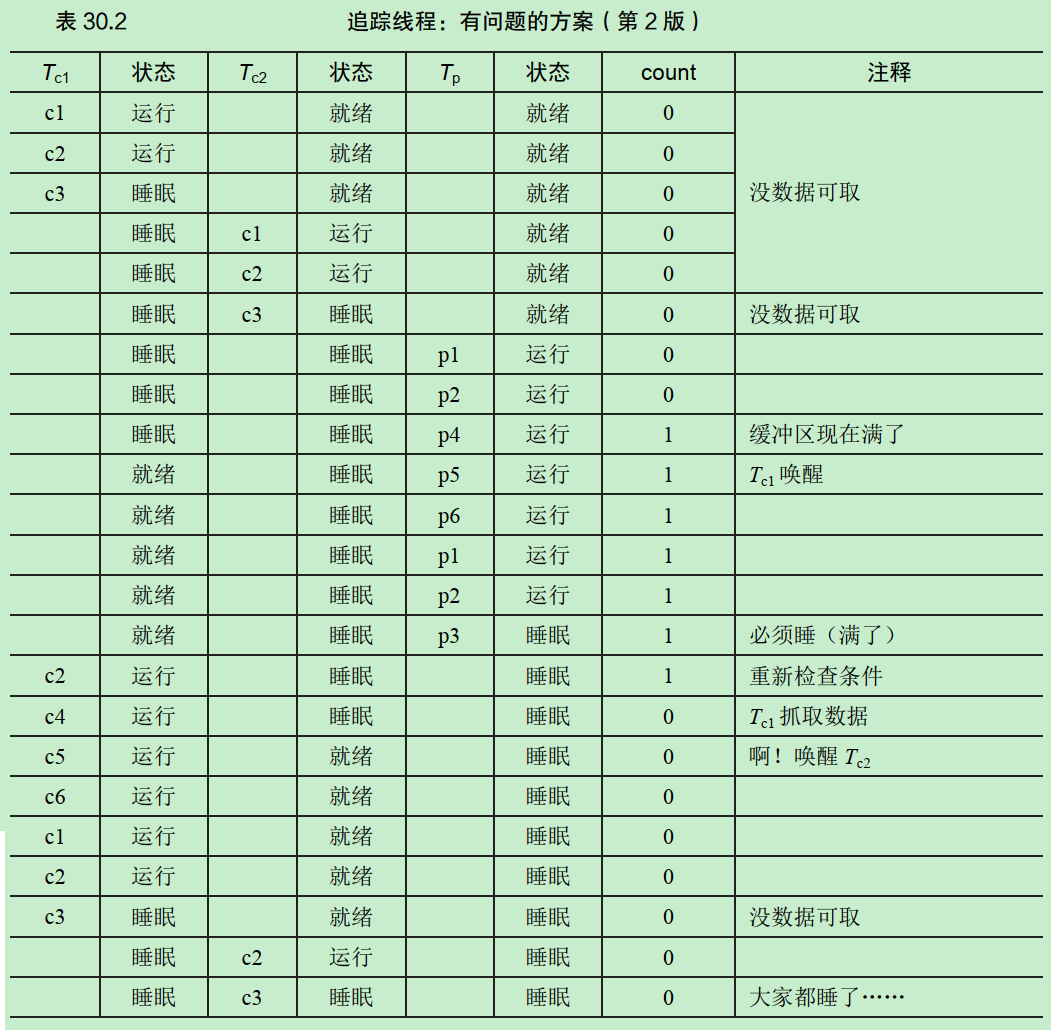 表 30.2 追踪线程：有问题的方案（第 2 版）
Tc1 状态 Tc2 状态 Tp 状态 count 注释
c1 运行 就绪 就绪 0
c2 运行 就绪 就绪 0
c3 睡眠 就绪 就绪 0 没数据可取
睡眠 c1 运行 就绪 0
睡眠 c2 运行 就绪 0
睡眠 c3 睡眠 就绪 0 没数据可取
睡眠 睡眠 p1 运行 0
睡眠 睡眠 p2 运行 0
睡眠 睡眠 p4 运行 1 缓冲区现在满了
就绪 睡眠 p5 运行 1 Tc1 唤醒
就绪 睡眠 p6 运行 1
就绪 睡眠 p1 运行 1
就绪 睡眠 p2 运行 1
就绪 睡眠 p3 睡眠 1 必须睡（满了）
c2 运行 睡眠 睡眠 1 重新检查条件
c4 运行 睡眠 睡眠 0 Tc1 抓取数据
c5 运行 就绪 睡眠 0 啊！唤醒 Tc2
c6 运行 就绪 睡眠 0
c1 运行 就绪 睡眠 0
c2 运行 就绪 睡眠 0
c3 睡眠 就绪 睡眠 0 没数据可取
睡眠 c2 运行 睡眠 0
睡眠 c3 睡眠 睡眠 0 大家都睡了……